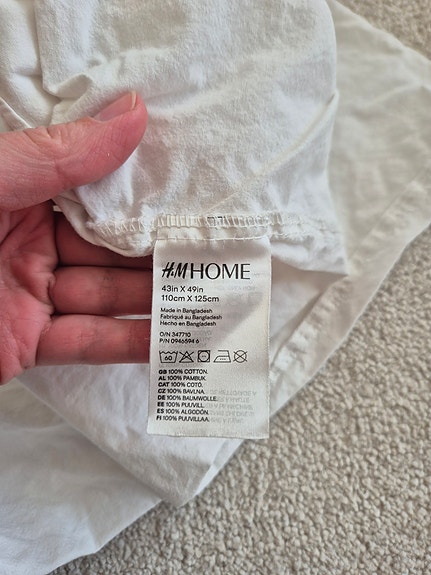 H&M HOME
43in X 49in
110cm X 125cm
Made in Bangladesh
Fabriqué au Bangladesh
Hecho en Bangladesh
O/N 347710
P/N 0946594 6
60
GB 100% COTTON.
AL 100% PAMBUK.
CAT 100% COTÓ.
CZ 100% BAVLNA.
DE 100% BAUMWOLLE.
EE 100% PUUVILL.
ES 100% ALGODÓN.
FI 100% PUUVILLAA.